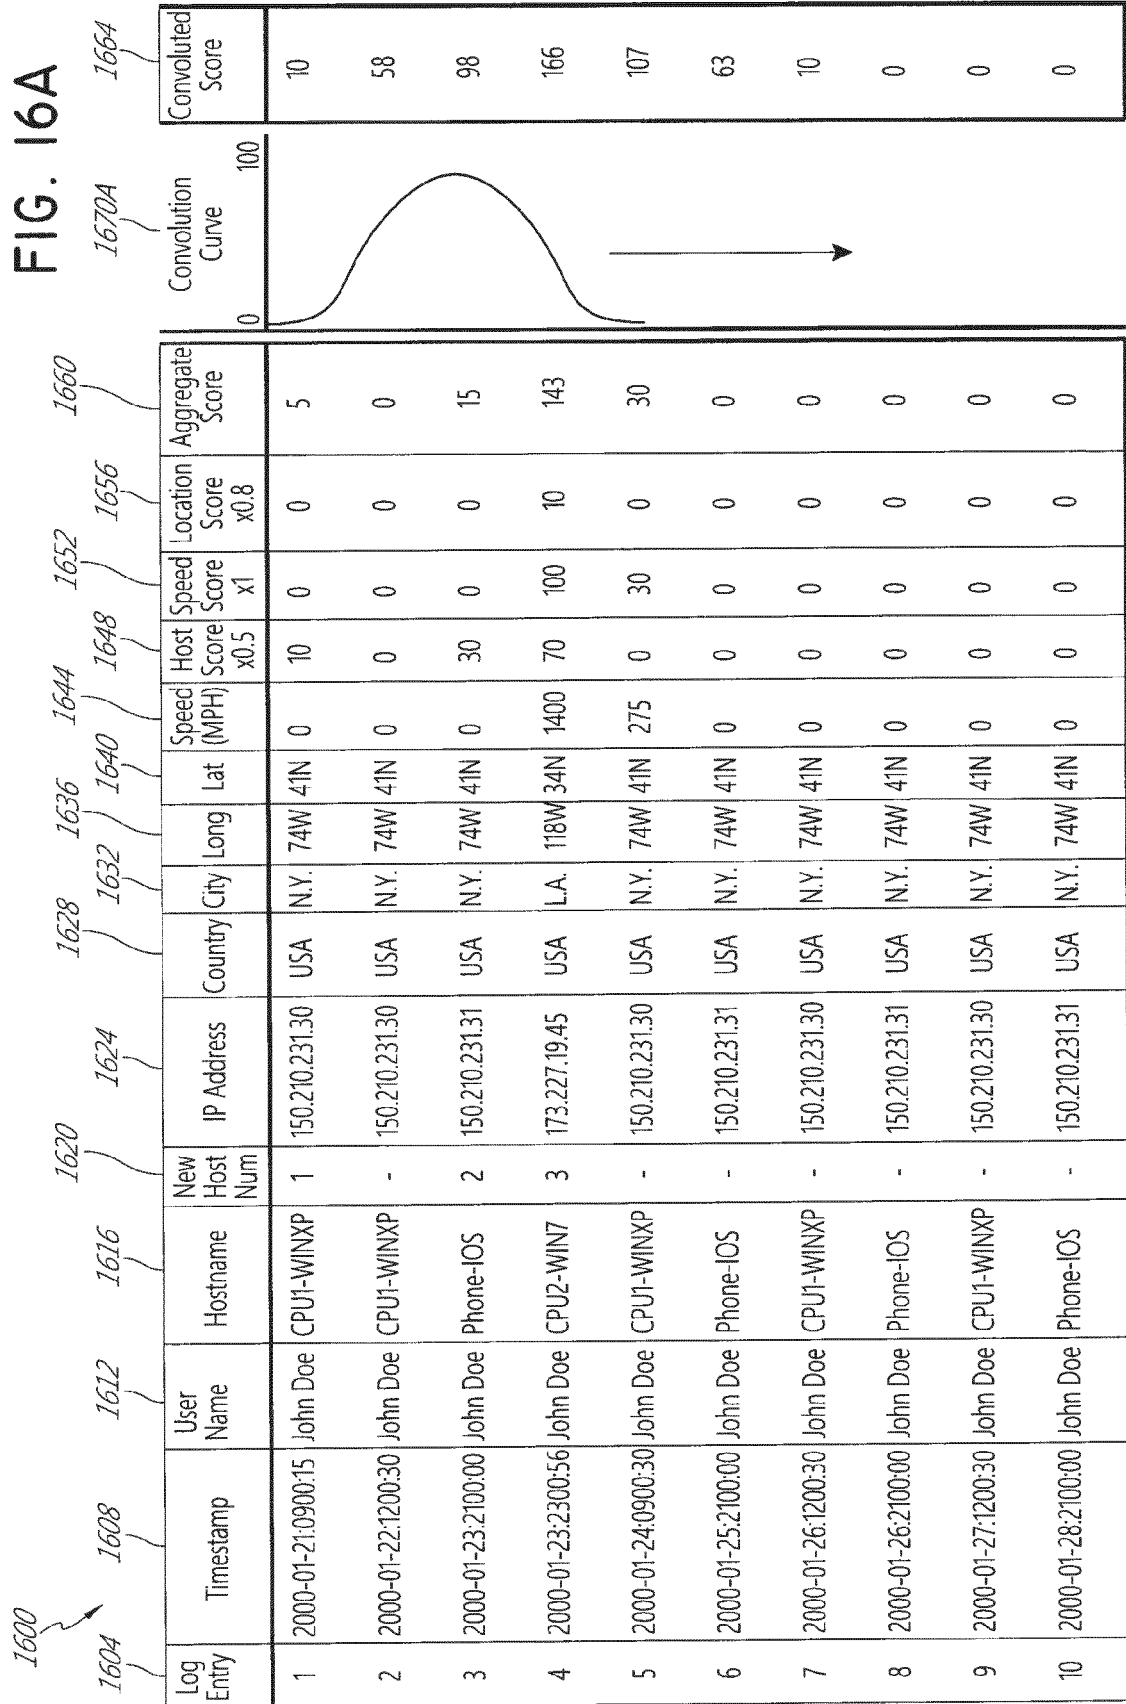 FIG. 16A
1600
1604
1608
1612
1616
1620
1624
1628
1632
1636
1640
1644
1648
1652
1656
1660
1670A
1664
Log Entry Timestamp User Name Hostname New Host Num IP Address Country City Long Lat Speed (MPH) Host Score x0.5 Speed Score x1 Location Score x0.8 Aggregate Score Convolution Curve Convoluted Score
0 100
1 2000-01-21:0900:15 John Doe CPU1-WINXP 1 150.210.231.30 USA N.Y. 74W 41N 0 10 0 0 5 10
2 2000-01-22:1200:30 John Doe CPU1-WINXP - 150.210.231.30 USA N.Y. 74W 41N 0 0 0 0 0 58
3 2000-01-23:2100:00 John Doe Phone-IOS 2 150.210.231.31 USA N.Y. 74W 41N 0 30 0 0 15 98
4 2000-01-23:2300:56 John Doe CPU2-WIN7 3 173.227.19.45 USA L.A. 118W 34N 1400 70 100 10 143 166
5 2000-01-24:0900:30 John Doe CPU1-WINXP - 150.210.231.30 USA N.Y. 74W 41N 275 0 30 0 30 107
6 2000-01-25:2100:00 John Doe Phone-IOS - 150.210.231.31 USA N.Y. 74W 41N 0 0 0 0 0 63
7 2000-01-26:1200:30 John Doe CPU1-WINXP - 150.210.231.30 USA N.Y. 74W 41N 0 0 0 0 0 10
8 2000-01-26:2100:00 John Doe Phone-IOS - 150.210.231.31 USA N.Y. 74W 41N 0 0 0 0 0 0
9 2000-01-27:1200:30 John Doe CPU1-WINXP - 150.210.231.30 USA N.Y. 74W 41N 0 0 0 0 0 0
10 2000-01-28:2100:00 John Doe Phone-IOS - 150.210.231.31 USA N.Y. 74W 41N 0 0 0 0 0 0